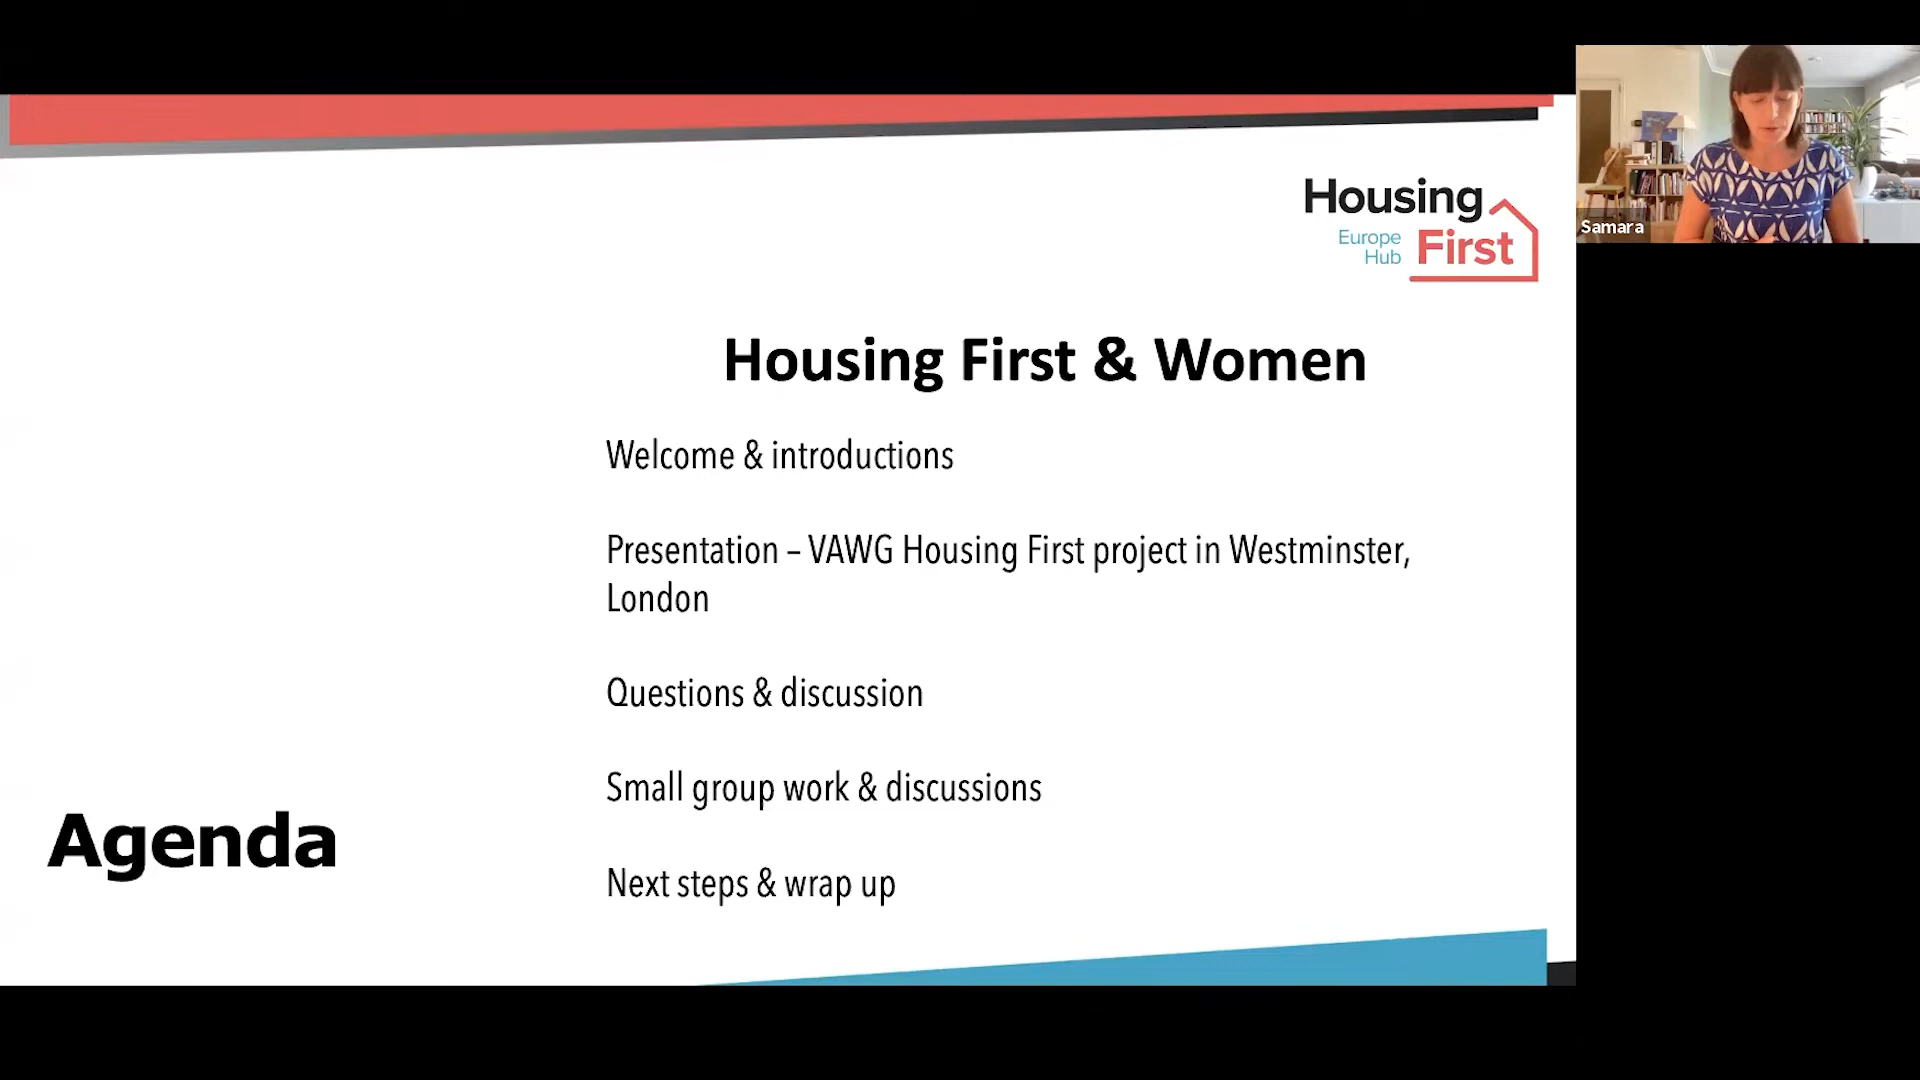 Housing
Europe
Hub
First
Samara
Housing First & Women
Welcome & introductions
Presentation – VAWG Housing First project in Westminster,
London
Questions & discussion
Small group work & discussions
Next steps & wrap up
Agenda